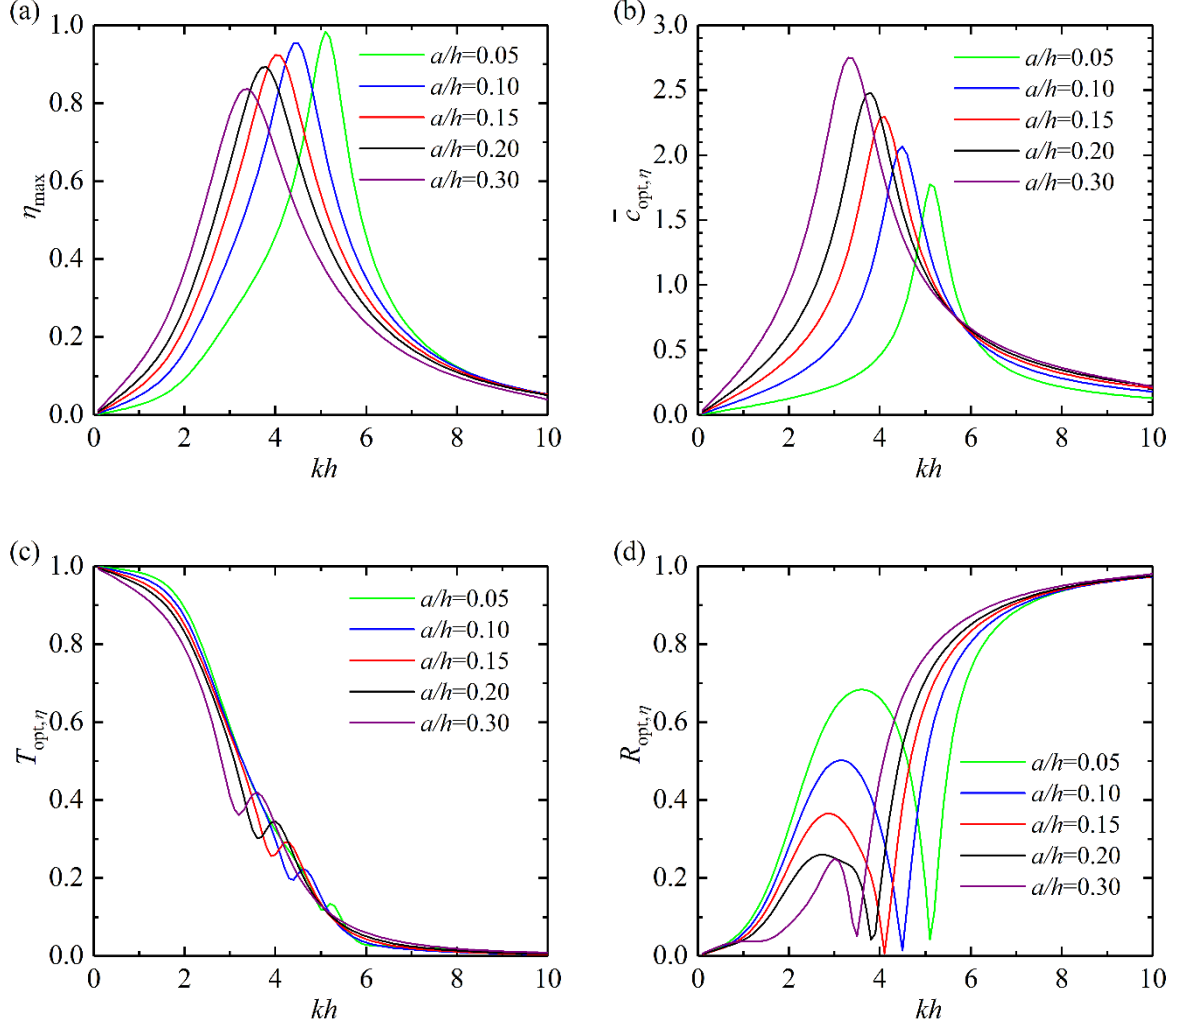 (a)
1.0
0.8
0.6
0.4
0.2
0.0
η_max
a/h=0.05
a/h=0.10
a/h=0.15
a/h=0.20
a/h=0.30
0 2 4 6 8 10
kh
(b)
3.0
2.5
2.0
1.5
1.0
0.5
0.0
c̄_opt,η
a/h=0.05
a/h=0.10
a/h=0.15
a/h=0.20
a/h=0.30
0 2 4 6 8 10
kh
(c)
1.0
0.8
0.6
0.4
0.2
0.0
T_opt,η
a/h=0.05
a/h=0.10
a/h=0.15
a/h=0.20
a/h=0.30
0 2 4 6 8 10
kh
(d)
1.0
0.8
0.6
0.4
0.2
0.0
R_opt,η
a/h=0.05
a/h=0.10
a/h=0.15
a/h=0.20
a/h=0.30
0 2 4 6 8 10
kh